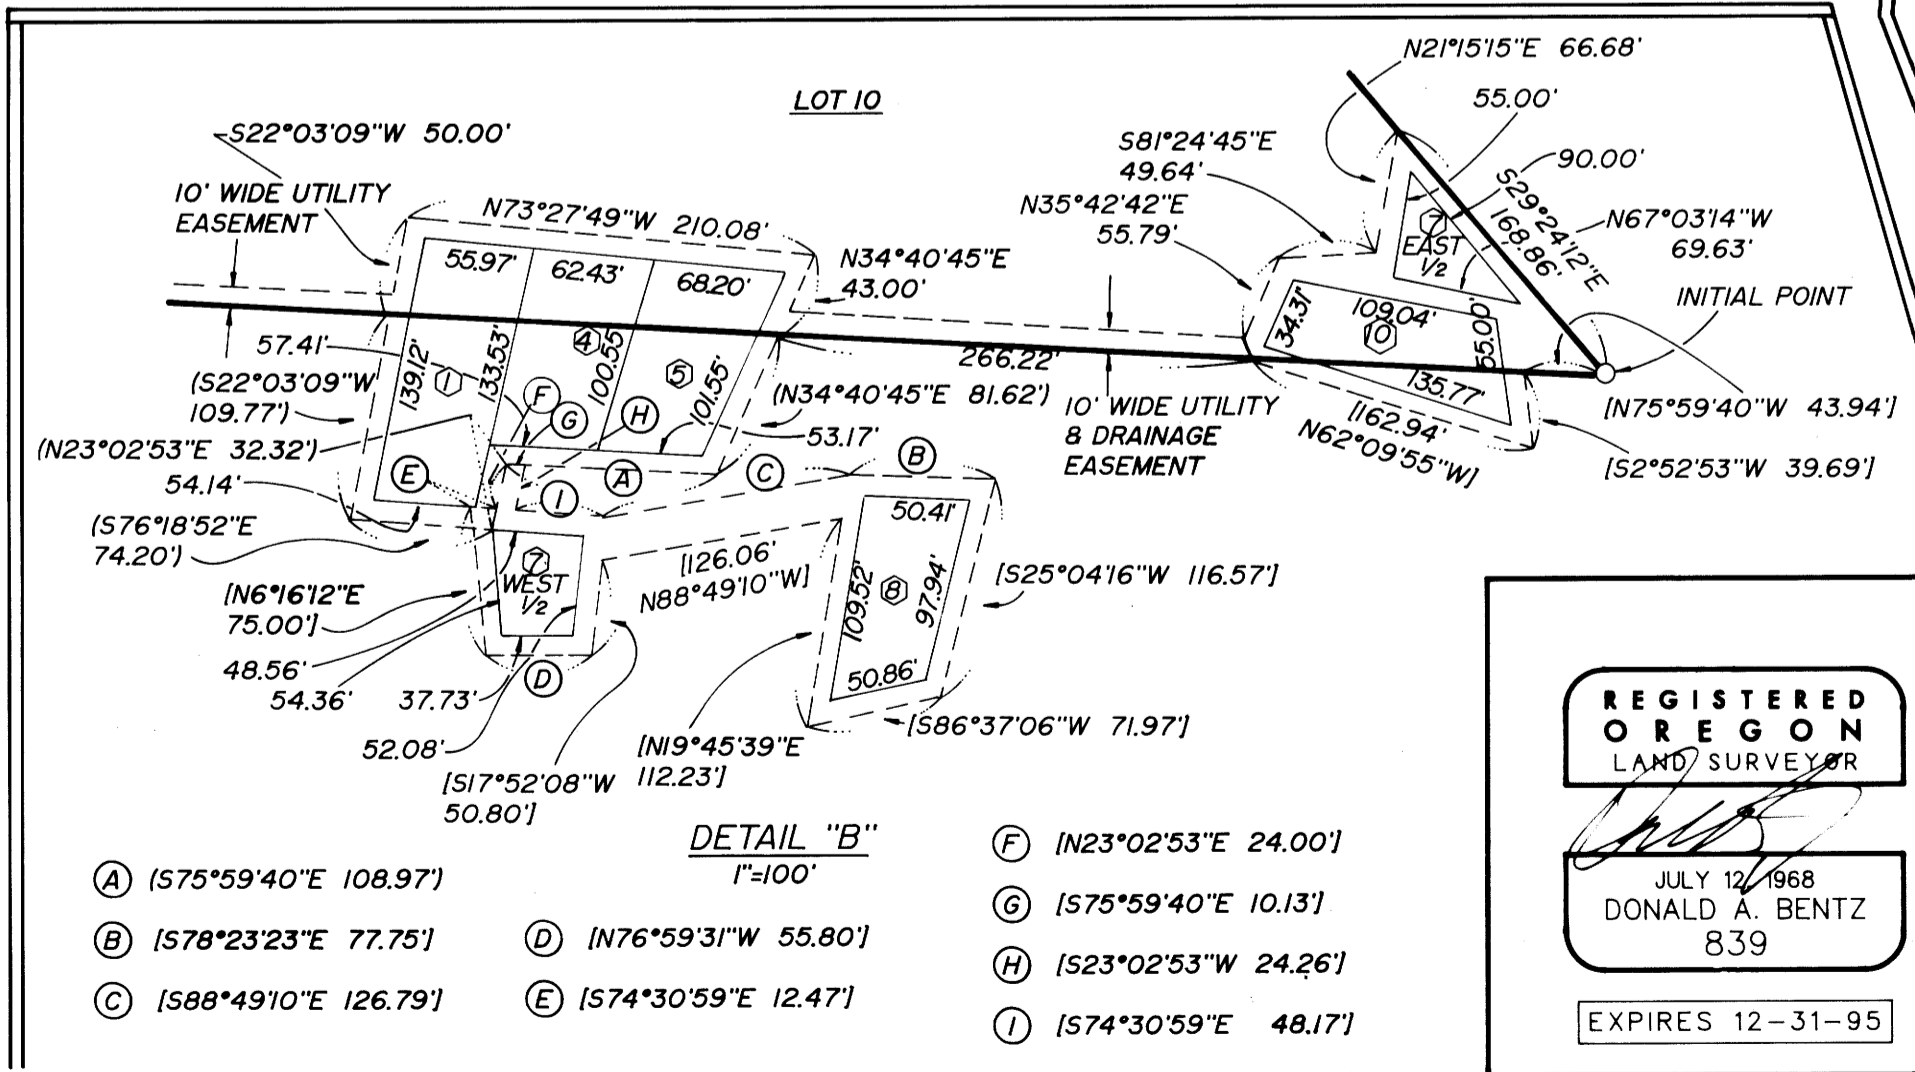 LOT 10
N21°15'15"E 66.68'
55.00'
S81°24'45"E
49.64'
90.00'
S29°24'12"E
168.86'
N67°03'14"W
69.63'
INITIAL POINT
S22°03'09"W 50.00'
10' WIDE UTILITY
EASEMENT
N73°27'49"W 210.08'
N35°42'42"E
55.79'
7
EAST
1/2
N34°40'45"E
43.00'
55.97'
62.43'
68.20'
34.31'
109.04'
10
55.00'
135.77'
57.41'
(S22°03'09"W
109.77')
139.12'
1
133.53'
4
100.55'
5
101.55'
266.22'
(N34°40'45"E 81.62')
10' WIDE UTILITY
& DRAINAGE
EASEMENT
[162.94'
N62°09'55"W]
[N75°59'40"W 43.94']
[S2°52'53"W 39.69']
(N23°02'53"E 32.32')
54.14'
(S76°18'52"E
74.20')
E
F
G
H
I
A
C
B
53.17'
[N6°16'12"E
75.00']
48.56'
54.36'
37.73'
52.08'
7
WEST
1/2
D
[126.06'
N88°49'10"W]
50.41'
109.52'
8
97.94'
50.86'
[S25°04'16"W 116.57']
[S86°37'06"W 71.97']
[N19°45'39"E
112.23']
[S17°52'08"W
50.80']
DETAIL "B"
1"=100'
A (S75°59'40"E 108.97')
B [S78°23'23"E 77.75']
C [S88°49'10"E 126.79']
D [N76°59'31"W 55.80']
E [S74°30'59"E 12.47']
F [N23°02'53"E 24.00']
G [S75°59'40"E 10.13']
H [S23°02'53"W 24.26']
I [S74°30'59"E 48.17']
REGISTERED
OREGON
LAND SURVEYOR
JULY 12, 1968
DONALD A. BENTZ
839
EXPIRES 12-31-95